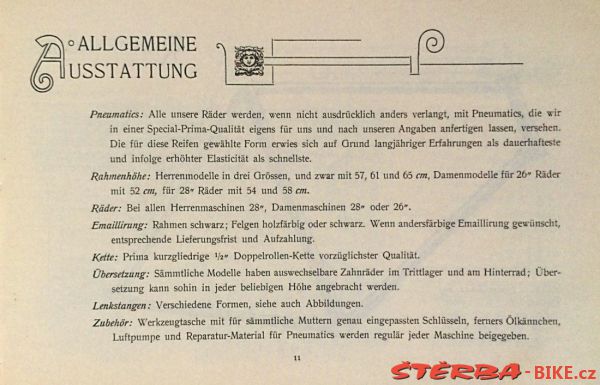 ALLGEMEINE
AUSSTATTUNG
Pneumatics: Alle unsere Räder werden, wenn nicht ausdrücklich anders verlangt, mit Pneumatics, die wir
in einer Special-Prima-Qualität eigens für uns und nach unseren Angaben anfertigen lassen, versehen.
Die für diese Reifen gewählte Form erwies sich auf Grund langjähriger Erfahrungen als dauerhafteste
und infolge erhöhter Elasticität als schnellste.
Rahmenhöhe: Herrenmodelle in drei Grössen, und zwar mit 57, 61 und 65 cm, Damenmodelle für 26" Räder
mit 52 cm, für 28" Räder mit 54 und 58 cm.
Räder: Bei allen Herrenmaschinen 28", Damenmaschinen 28" oder 26".
Emaillirung: Rahmen schwarz; Felgen holzfärbig oder schwarz. Wenn andersfärbige Emaillirung gewünscht,
entsprechende Lieferungsfrist und Aufzahlung.
Kette: Prima kurzgliedrige 1/2" Doppelrollen-Kette vorzüglichster Qualität.
Übersetzung: Sämmtliche Modelle haben auswechselbare Zahnräder im Trittlager und am Hinterrad; Über-
setzung kann sohin in jeder beliebigen Höhe angebracht werden.
Lenkstangen: Verschiedene Formen, siehe auch Abbildungen.
Zubehör: Werkzeugtasche mit für sämmtliche Muttern genau eingepassten Schlüsseln, ferners Ölkännchen,
Luftpumpe und Reparatur-Material für Pneumatics werden regulär jeder Maschine beigegeben.
11
ŠTĚRBA-BIKE.cz